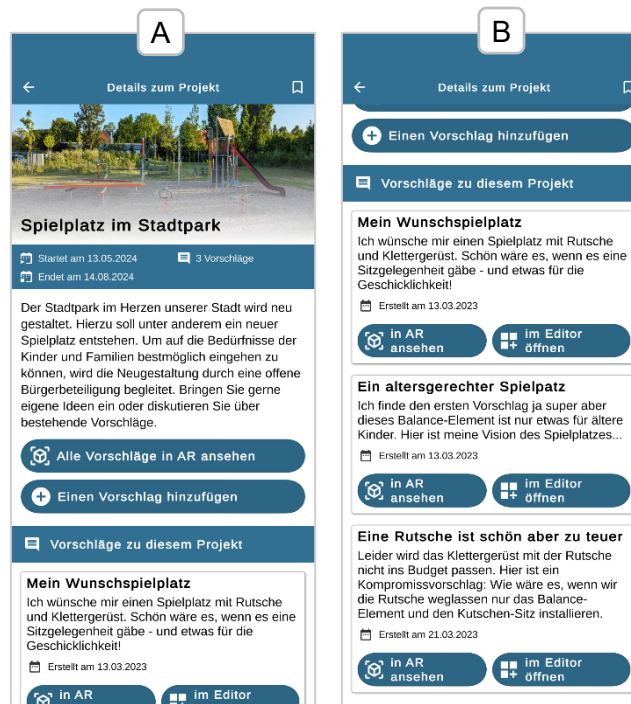 A
Details zum Projekt
Spielplatz im Stadtpark
Startet am 13.05.2024
3 Vorschläge
Endet am 14.08.2024
Der Stadtpark im Herzen unserer Stadt wird neu
gestaltet. Hierzu soll unter anderem ein neuer
Spielplatz entstehen. Um auf die Bedürfnisse der
Kinder und Familien bestmöglich eingehen zu
können, wird die Neugestaltung durch eine offene
Bürgerbeteiligung begleitet. Bringen Sie gerne
eigene Ideen ein oder diskutieren Sie über
bestehende Vorschläge.
Alle Vorschläge in AR ansehen
Einen Vorschlag hinzufügen
Vorschläge zu diesem Projekt
Mein Wunschspielplatz
Ich wünsche mir einen Spielplatz mit Rutsche
und Klettergerüst. Schön wäre es, wenn es eine
Sitzgelegenheit gäbe - und etwas für die
Geschicklichkeit!
Erstellt am 13.03.2023
in AR
im Editor
B
Details zum Projekt
Einen Vorschlag hinzufügen
Vorschläge zu diesem Projekt
Mein Wunschspielplatz
Ich wünsche mir einen Spielplatz mit Rutsche
und Klettergerüst. Schön wäre es, wenn es eine
Sitzgelegenheit gäbe - und etwas für die
Geschicklichkeit!
Erstellt am 13.03.2023
in AR
ansehen
im Editor
öffnen
Ein altersgerechter Spielpatz
Ich finde den ersten Vorschlag ja super aber
dieses Balance-Element ist nur etwas für ältere
Kinder. Hier ist meine Vision des Spielplatzes...
Erstellt am 13.03.2023
in AR
ansehen
im Editor
öffnen
Eine Rutsche ist schön aber zu teuer
Leider wird das Klettergerüst mit der Rutsche
nicht ins Budget passen. Hier ist ein
Kompromissvorschlag: Wie wäre es, wenn wir
die Rutsche weglassen nur das Balance-
Element und den Kutschen-Sitz installieren.
Erstellt am 21.03.2023
in AR
ansehen
im Editor
öffnen